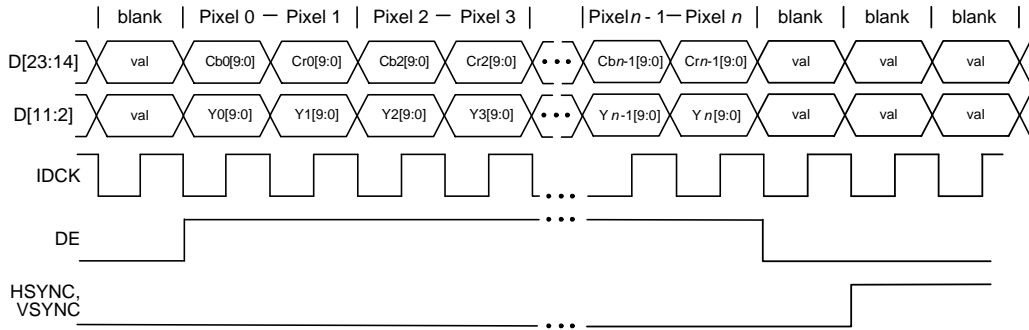 blank Pixel 0 — Pixel 1 Pixel 2 — Pixel 3 Pixel n - 1 — Pixel n blank blank blank
D[23:14] val Cb0[9:0] Cr0[9:0] Cb2[9:0] Cr2[9:0] ••• Cbn-1[9:0] Crn-1[9:0] val val val
D[11:2] val Y0[9:0] Y1[9:0] Y2[9:0] Y3[9:0] ••• Yn-1[9:0] Yn[9:0] val val val
IDCK •••
DE •••
HSYNC,
VSYNC •••